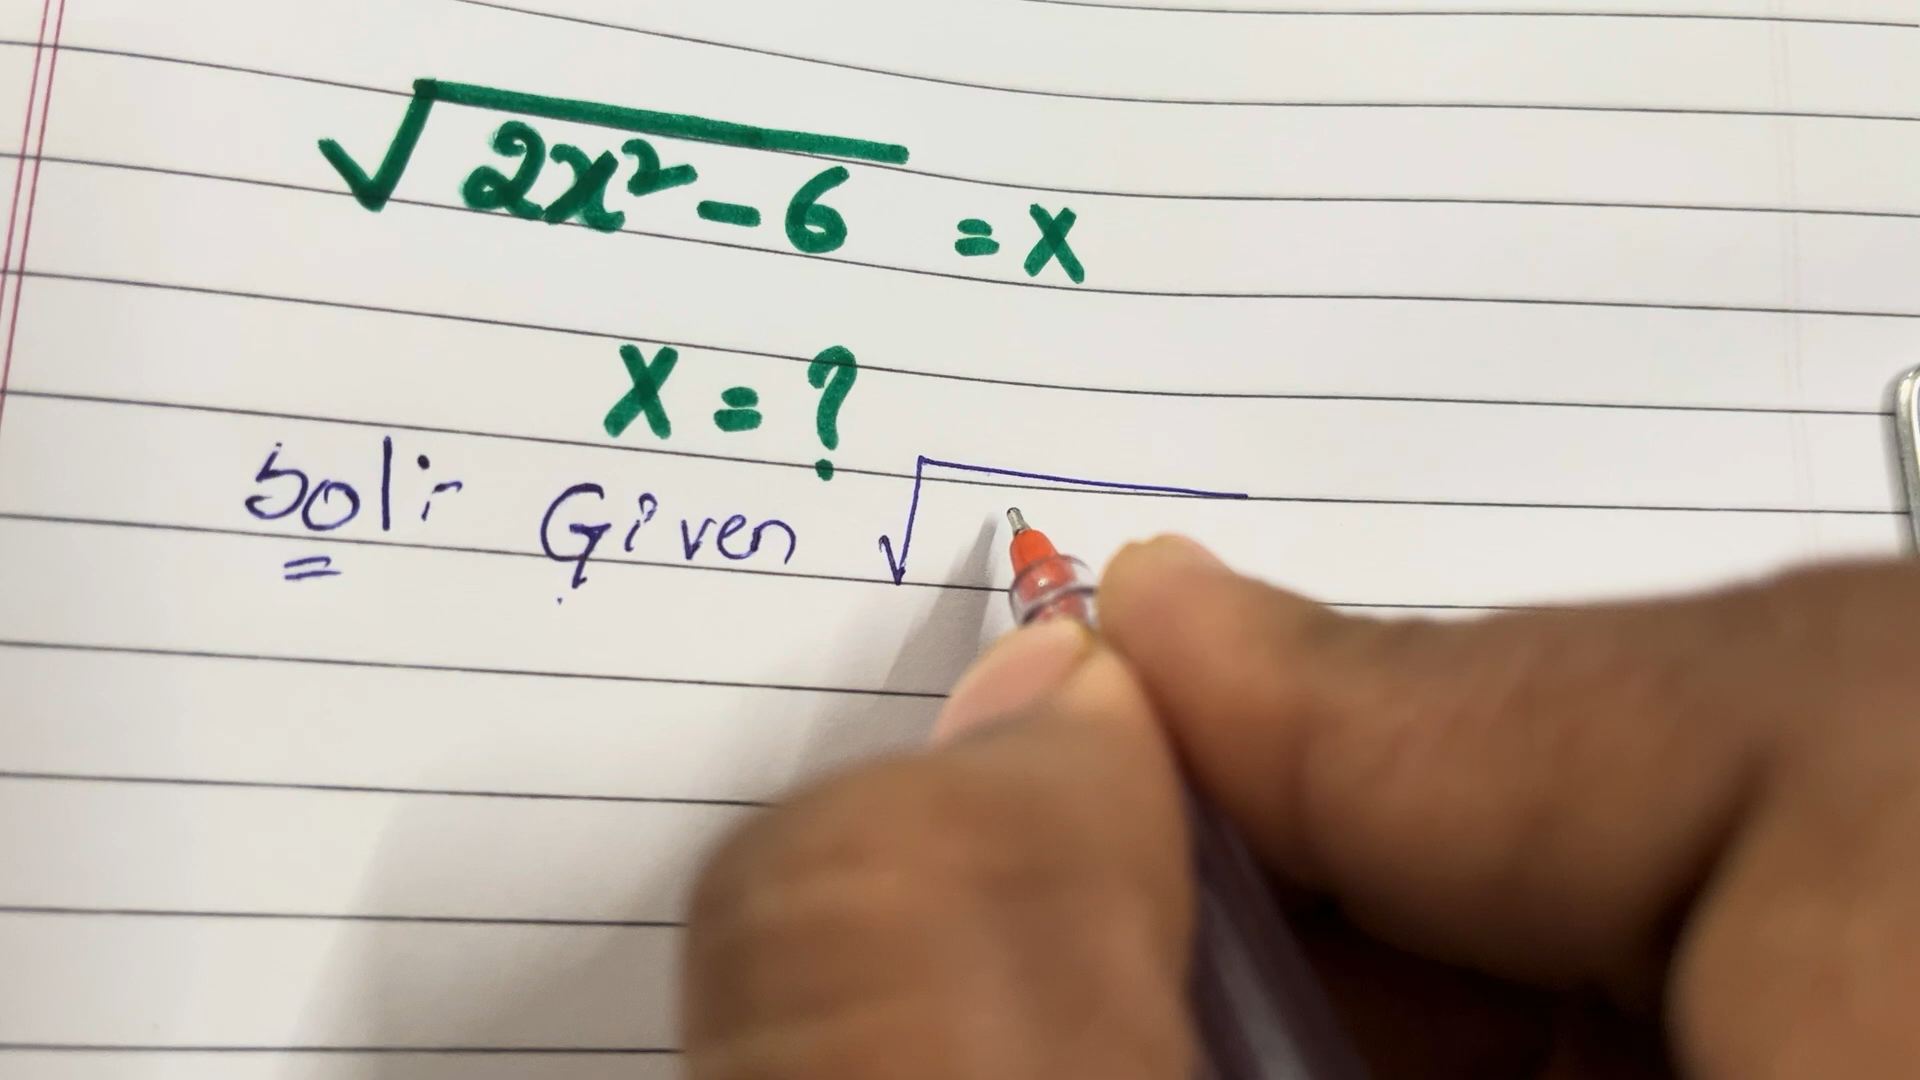 √(2x² - 6) = x
x = ?
Sol:- Given √